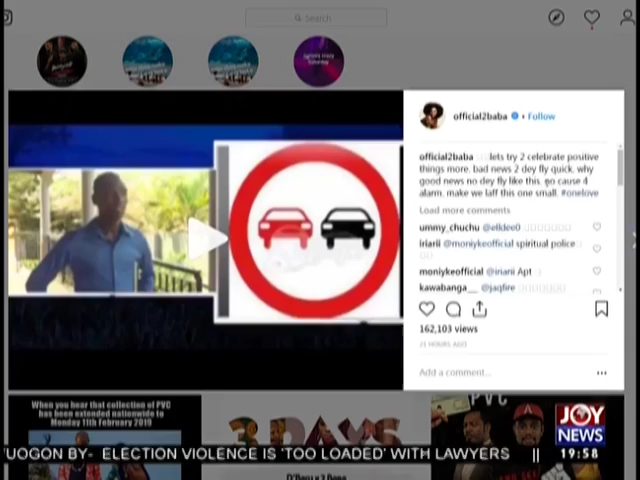 Search
official2baba • Follow
official2baba lets try 2 celebrate positive
things more. bad news 2 dey fly quick. why
good news no dey fly like this. go cause 4
alarm. make we laff this one small. #onelove
Load more comments
ummy_chuchu @elldee0
iriarii @moniykeofficial spiritual police
moniykeofficial @inarii Apt
kawabanga__ @jaqfire
162,103 views
21 HOURS AGO
Add a comment...
When you hear that collection of PVC
has been extended nationwide to
Monday 11th February 2019
3 DAYS
PVC
JOY
NEWS
'UOGON BY- ELECTION VIOLENCE IS 'TOO LOADED' WITH LAWYERS ||
19:58